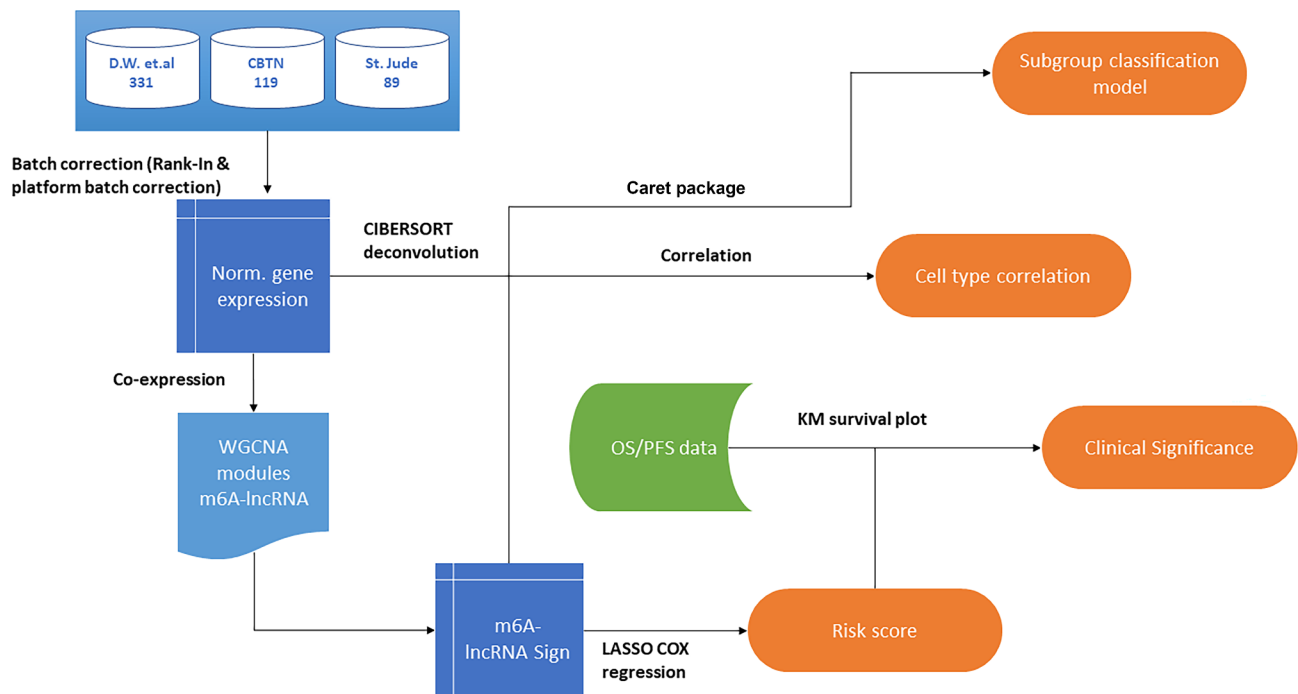 D.W. et.al
331
CBTN
119
St. Jude
89
Subgroup classification
model
Batch correction (Rank-In &
platform batch correction)
Caret package
CIBERSORT
deconvolution
Correlation
Norm. gene
expression
Cell type correlation
Co-expression
KM survival plot
WGCNA
modules
m6A-lncRNA
OS/PFS data
Clinical Significance
m6A-
lncRNA Sign
LASSO COX
regression
Risk score